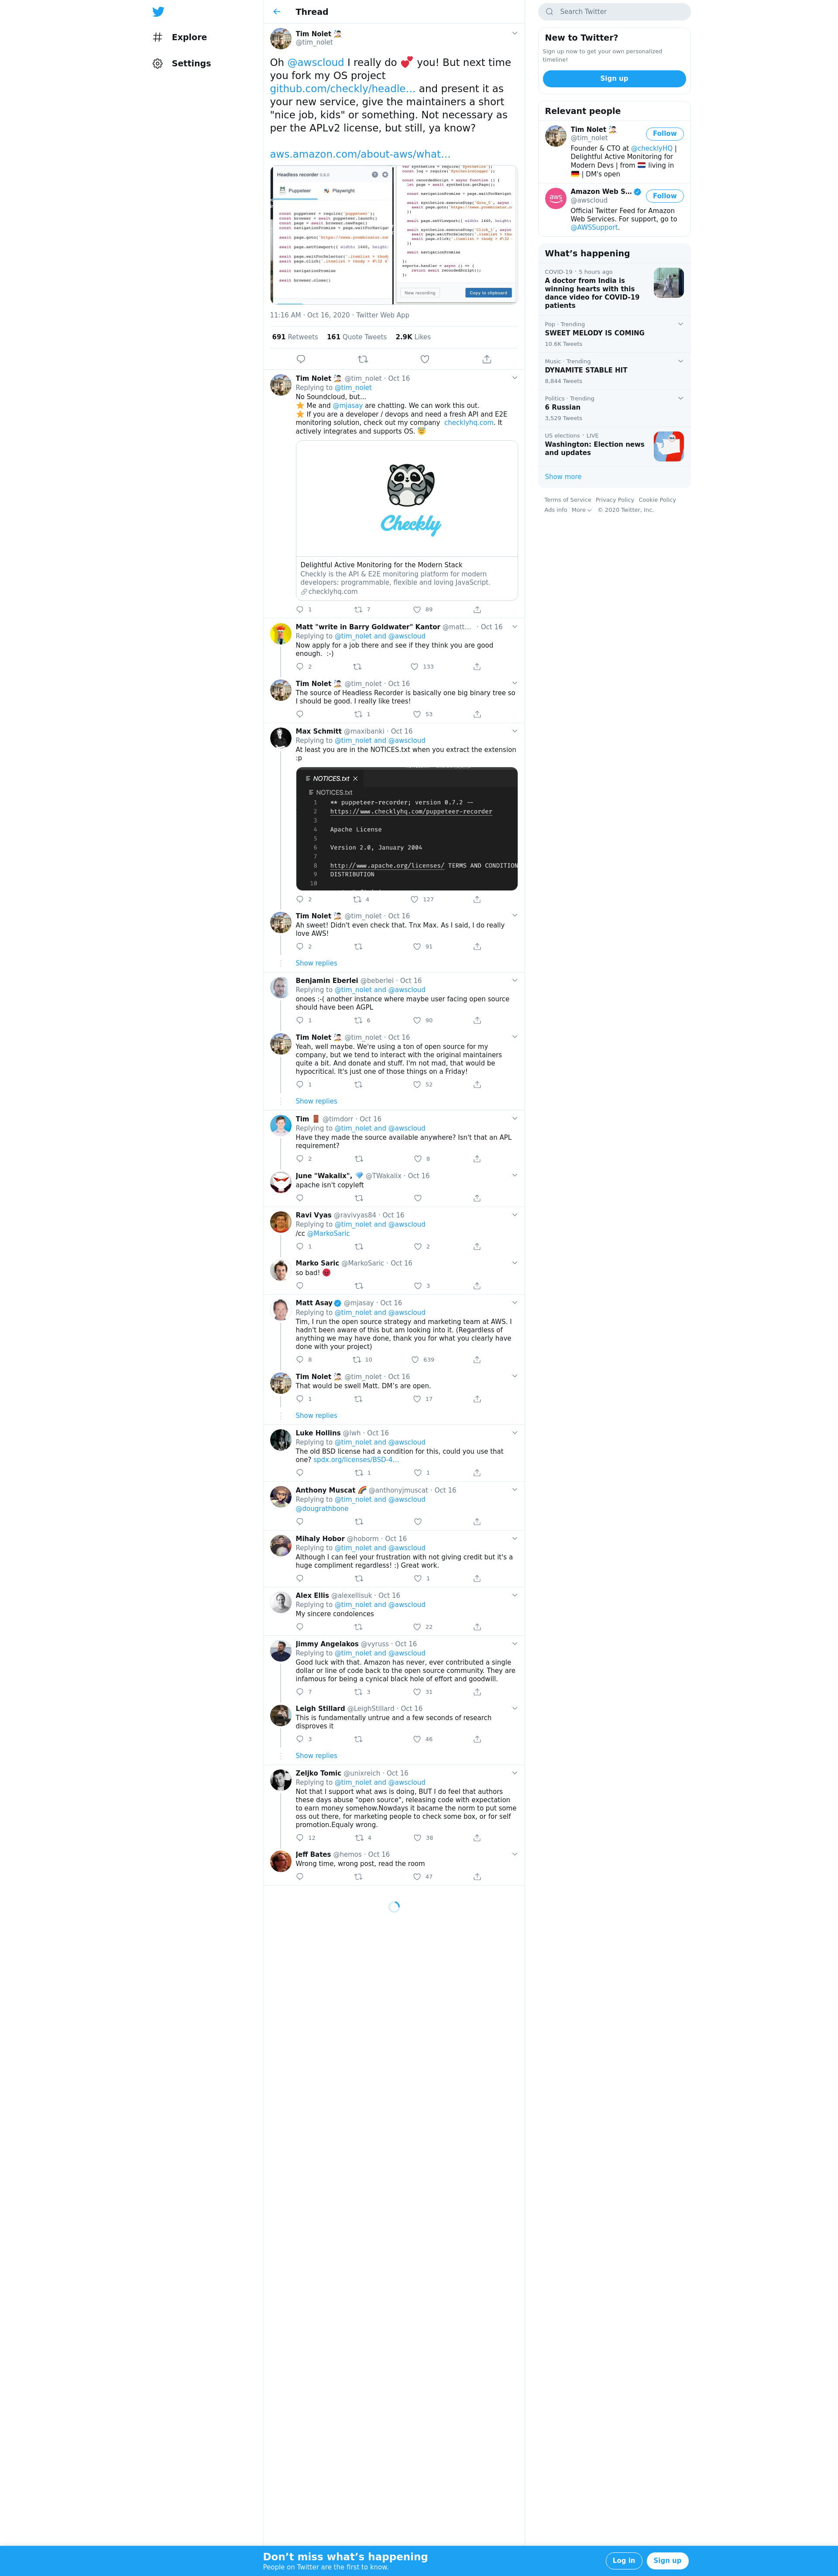 Explore
Settings
Thread
Tim Nolet
@tim_nolet
Oh @awscloud I really do 💕 you! But next time
you fork my OS project
github.com/checkly/headle… and present it as
your new service, give the maintainers a short
"nice job, kids" or something. Not necessary as
per the APLv2 license, but still, ya know?
aws.amazon.com/about-aws/what…
Headless recorder
Puppeteer Playwright
New recording Copy to clipboard
11:16 AM · Oct 16, 2020 · Twitter Web App
691 Retweets 161 Quote Tweets 2.9K Likes
Tim Nolet @tim_nolet · Oct 16
Replying to @tim_nolet
No Soundcloud, but...
⭐ Me and @mjasay are chatting. We can work this out.
⭐ If you are a developer / devops and need a fresh API and E2E
monitoring solution, check out my company checklyhq.com. It
actively integrates and supports OS. 😇
Checkly
Delightful Active Monitoring for the Modern Stack
Checkly is the API & E2E monitoring platform for modern
developers: programmable, flexible and loving JavaScript.
checklyhq.com
1 7 89
Matt "write in Barry Goldwater" Kantor @matt… · Oct 16
Replying to @tim_nolet and @awscloud
Now apply for a job there and see if they think you are good
enough. :-)
2 133
Tim Nolet @tim_nolet · Oct 16
The source of Headless Recorder is basically one big binary tree so
I should be good. I really like trees!
1 53
Max Schmitt @maxibanki · Oct 16
Replying to @tim_nolet and @awscloud
At least you are in the NOTICES.txt when you extract the extension
:p
NOTICES.txt ×
NOTICES.txt
1 ** puppeteer-recorder; version 0.7.2 --
2 https://www.checklyhq.com/puppeteer-recorder
3
4 Apache License
5
6 Version 2.0, January 2004
7
8 http://www.apache.org/licenses/ TERMS AND CONDITION
9 DISTRIBUTION
10
2 4 127
Tim Nolet @tim_nolet · Oct 16
Ah sweet! Didn't even check that. Tnx Max. As I said, I do really
love AWS!
2 91
Show replies
Benjamin Eberlei @beberlei · Oct 16
Replying to @tim_nolet and @awscloud
onoes :-( another instance where maybe user facing open source
should have been AGPL
1 6 90
Tim Nolet @tim_nolet · Oct 16
Yeah, well maybe. We're using a ton of open source for my
company, but we tend to interact with the original maintainers
quite a bit. And donate and stuff. I'm not mad, that would be
hypocritical. It's just one of those things on a Friday!
1 52
Show replies
Tim 🚪 @timdorr · Oct 16
Replying to @tim_nolet and @awscloud
Have they made the source available anywhere? Isn't that an APL
requirement?
2 8
June "Wakalix", 💎 @TWakalix · Oct 16
apache isn't copyleft
Ravi Vyas @ravivyas84 · Oct 16
Replying to @tim_nolet and @awscloud
/cc @MarkoSaric
1 2
Marko Saric @MarkoSaric · Oct 16
so bad! 😡
3
Matt Asay @mjasay · Oct 16
Replying to @tim_nolet and @awscloud
Tim, I run the open source strategy and marketing team at AWS. I
hadn't been aware of this but am looking into it. (Regardless of
anything we may have done, thank you for what you clearly have
done with your project)
8 10 639
Tim Nolet @tim_nolet · Oct 16
That would be swell Matt. DM's are open.
1 17
Show replies
Luke Hollins @lwh · Oct 16
Replying to @tim_nolet and @awscloud
The old BSD license had a condition for this, could you use that
one? spdx.org/licenses/BSD-4…
1 1
Anthony Muscat 🌈 @anthonyjmuscat · Oct 16
Replying to @tim_nolet and @awscloud
@dougrathbone
Mihaly Hobor @hoborm · Oct 16
Replying to @tim_nolet and @awscloud
Although I can feel your frustration with not giving credit but it's a
huge compliment regardless! :) Great work.
1
Alex Ellis @alexellisuk · Oct 16
Replying to @tim_nolet and @awscloud
My sincere condolences
22
Jimmy Angelakos @vyruss · Oct 16
Replying to @tim_nolet and @awscloud
Good luck with that. Amazon has never, ever contributed a single
dollar or line of code back to the open source community. They are
infamous for being a cynical black hole of effort and goodwill.
7 3 31
Leigh Stillard @LeighStillard · Oct 16
This is fundamentally untrue and a few seconds of research
disproves it
3 46
Show replies
Zeljko Tomic @unixreich · Oct 16
Replying to @tim_nolet and @awscloud
Not that I support what aws is doing, BUT I do feel that authors
these days abuse "open source", releasing code with expectation
to earn money somehow.Nowdays it bacame the norm to put some
oss out there, for marketing people to check some box, or for self
promotion.Equaly wrong.
12 4 38
Jeff Bates @hemos · Oct 16
Wrong time, wrong post, read the room
47
Search Twitter
New to Twitter?
Sign up now to get your own personalized
timeline!
Sign up
Relevant people
Tim Nolet
@tim_nolet
Follow
Founder & CTO at @checklyHQ |
Delightful Active Monitoring for
Modern Devs | from 🇳🇱 living in
🇩🇪 | DM's open
aws
Amazon Web S…
@awscloud
Follow
Official Twitter Feed for Amazon
Web Services. For support, go to
@AWSSupport.
What's happening
COVID-19 · 5 hours ago
A doctor from India is
winning hearts with this
dance video for COVID-19
patients
Pop · Trending
SWEET MELODY IS COMING
10.6K Tweets
Music · Trending
DYNAMITE STABLE HIT
8,844 Tweets
Politics · Trending
6 Russian
3,529 Tweets
US elections · LIVE
Washington: Election news
and updates
Show more
Terms of Service Privacy Policy Cookie Policy
Ads info More © 2020 Twitter, Inc.
Don't miss what's happening
People on Twitter are the first to know.
Log in Sign up